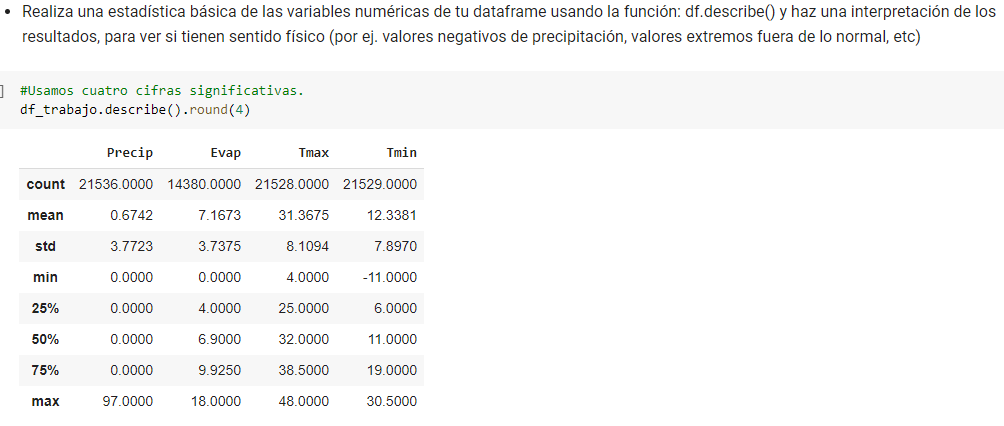 • Realiza una estadística básica de las variables numéricas de tu dataframe usando la función: df.describe() y haz una interpretación de los
resultados, para ver si tienen sentido físico (por ej. valores negativos de precipitación, valores extremos fuera de lo normal, etc)
] #Usamos cuatro cifras significativas.
df_trabajo.describe().round(4)
Precip Evap Tmax Tmin
count 21536.0000 14380.0000 21528.0000 21529.0000
mean 0.6742 7.1673 31.3675 12.3381
std 3.7723 3.7375 8.1094 7.8970
min 0.0000 0.0000 4.0000 -11.0000
25% 0.0000 4.0000 25.0000 6.0000
50% 0.0000 6.9000 32.0000 11.0000
75% 0.0000 9.9250 38.5000 19.0000
max 97.0000 18.0000 48.0000 30.5000